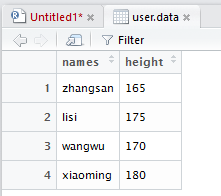 Untitled1* user.data
Filter
names height
1 zhangsan 165
2 lisi 175
3 wangwu 170
4 xiaoming 180